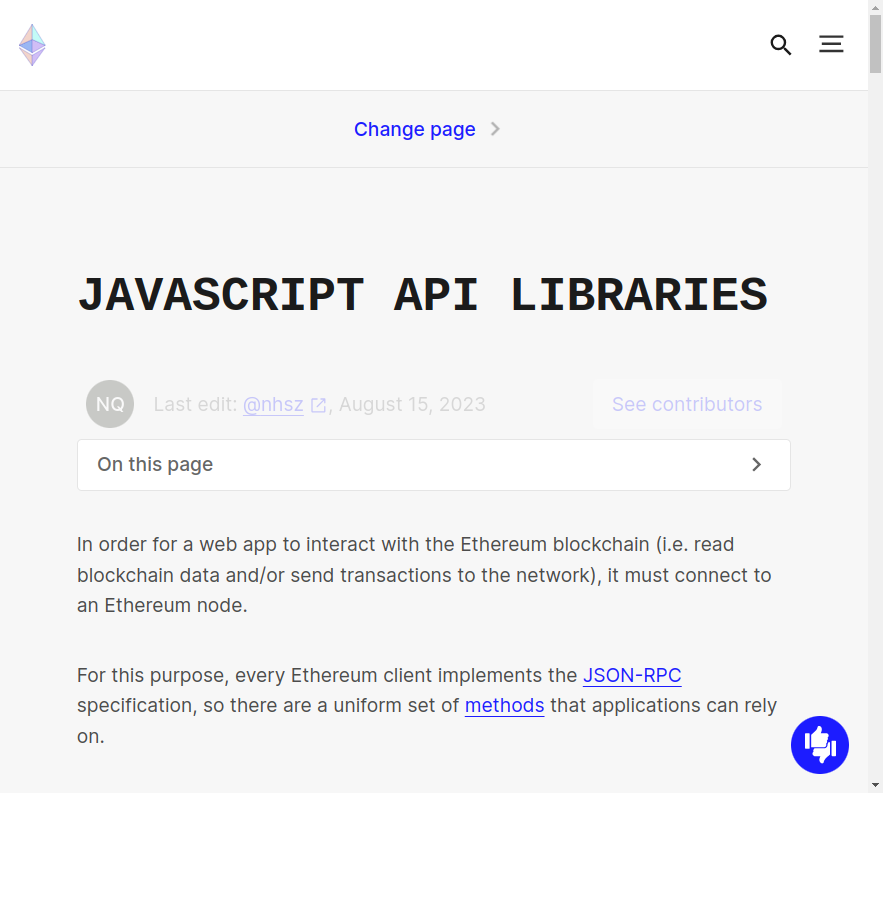 Change page
JAVASCRIPT API LIBRARIES
NQ
Last edit: @nhsz, August 15, 2023
See contributors
On this page
In order for a web app to interact with the Ethereum blockchain (i.e. read
blockchain data and/or send transactions to the network), it must connect to
an Ethereum node.
For this purpose, every Ethereum client implements the JSON-RPC
specification, so there are a uniform set of methods that applications can rely
on.